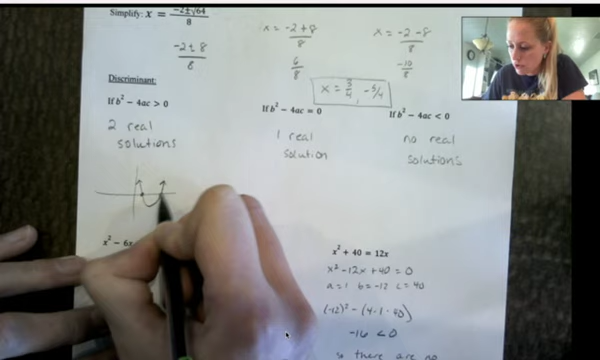 Simplify: x = -2±√64 / 8
-2 ± 8 / 8
x = -2 + 8 / 8
6 / 8
x = -2 - 8 / 8
-10 / 8
x = 3/4, -5/4
Discriminant:
If b² - 4ac > 0
2 real
solutions
If b² - 4ac = 0
1 real
solution
If b² - 4ac < 0
no real
solutions
x² - 6x
x² + 40 = 12x
x² - 12x + 40 = 0
a = 1 b = -12 c = 40
(-12)² - (4·1·40)
-16 < 0
so there are no